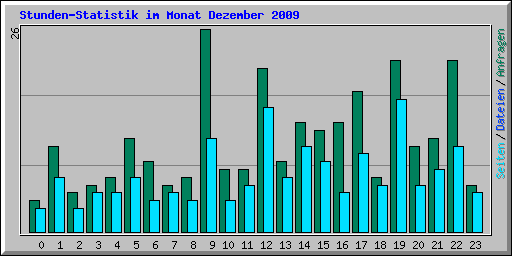 Stunden-Statistik im Monat Dezember 2009
26
Seiten / Dateien / Anfragen
0 1 2 3 4 5 6 7 8 9 10 11 12 13 14 15 16 17 18 19 20 21 22 23